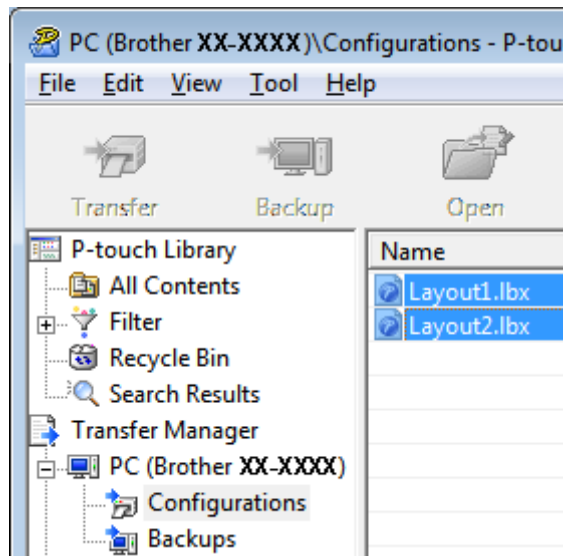 PC (Brother XX-XXXX)\Configurations - P-tou
File Edit View Tool Help
Transfer Backup Open
P-touch Library
All Contents
Filter
Recycle Bin
Search Results
Transfer Manager
PC (Brother XX-XXXX)
Configurations
Backups
Name
Layout1.lbx
Layout2.lbx